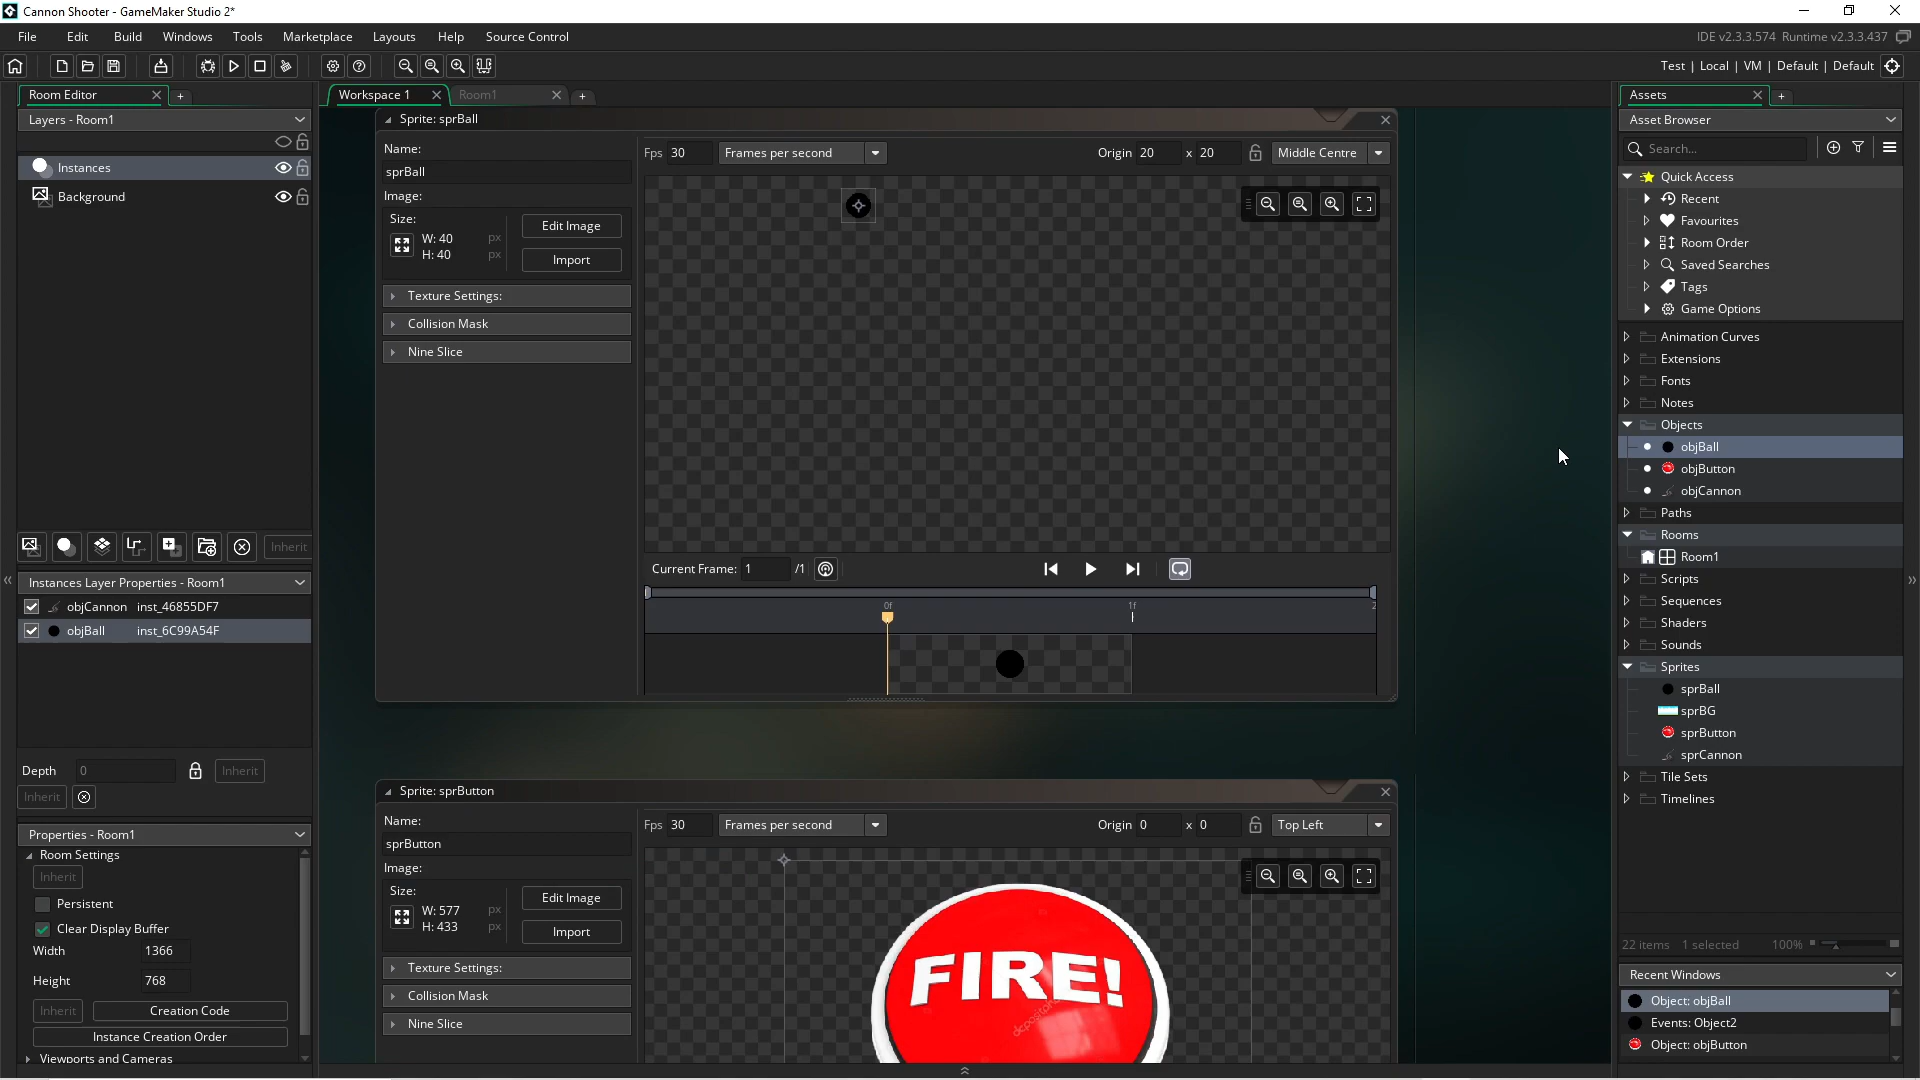 Cannon Shooter - GameMaker Studio 2*
File Edit Build Windows Tools Marketplace Layouts Help Source Control
IDE v2.3.3.574 Runtime v2.3.3.437
Test | Local | VM | Default | Default
Room Editor
Layers - Room1
Instances
Background
Inherit
Instances Layer Properties - Room1
objCannon inst_46855DF7
objBall inst_6C99A54F
Depth 0 Inherit
Inherit
Properties - Room1
Room Settings
Inherit
Persistent
Clear Display Buffer
Width 1366
Height 768
Inherit Creation Code
Instance Creation Order
Viewports and Cameras
Workspace 1
Room1
Sprite: sprBall
Name:
sprBall
Image:
Size:
W: 40 px
H: 40 px
Edit Image
Import
Texture Settings:
Collision Mask
Nine Slice
Fps 30 Frames per second
Origin 20 x 20 Middle Centre
Current Frame: 1 /1
0f 1f 2
Sprite: sprButton
Name:
sprButton
Image:
Size:
W: 577 px
H: 433 px
Edit Image
Import
Texture Settings:
Collision Mask
Nine Slice
Fps 30 Frames per second
Origin 0 x 0 Top Left
FIRE!
Assets
Asset Browser
Search...
Quick Access
Recent
Favourites
Room Order
Saved Searches
Tags
Game Options
Animation Curves
Extensions
Fonts
Notes
Objects
objBall
objButton
objCannon
Paths
Rooms
Room1
Scripts
Sequences
Shaders
Sounds
Sprites
sprBall
sprBG
sprButton
sprCannon
Tile Sets
Timelines
22 items 1 selected 100%
Recent Windows
Object: objBall
Events: Object2
Object: objButton